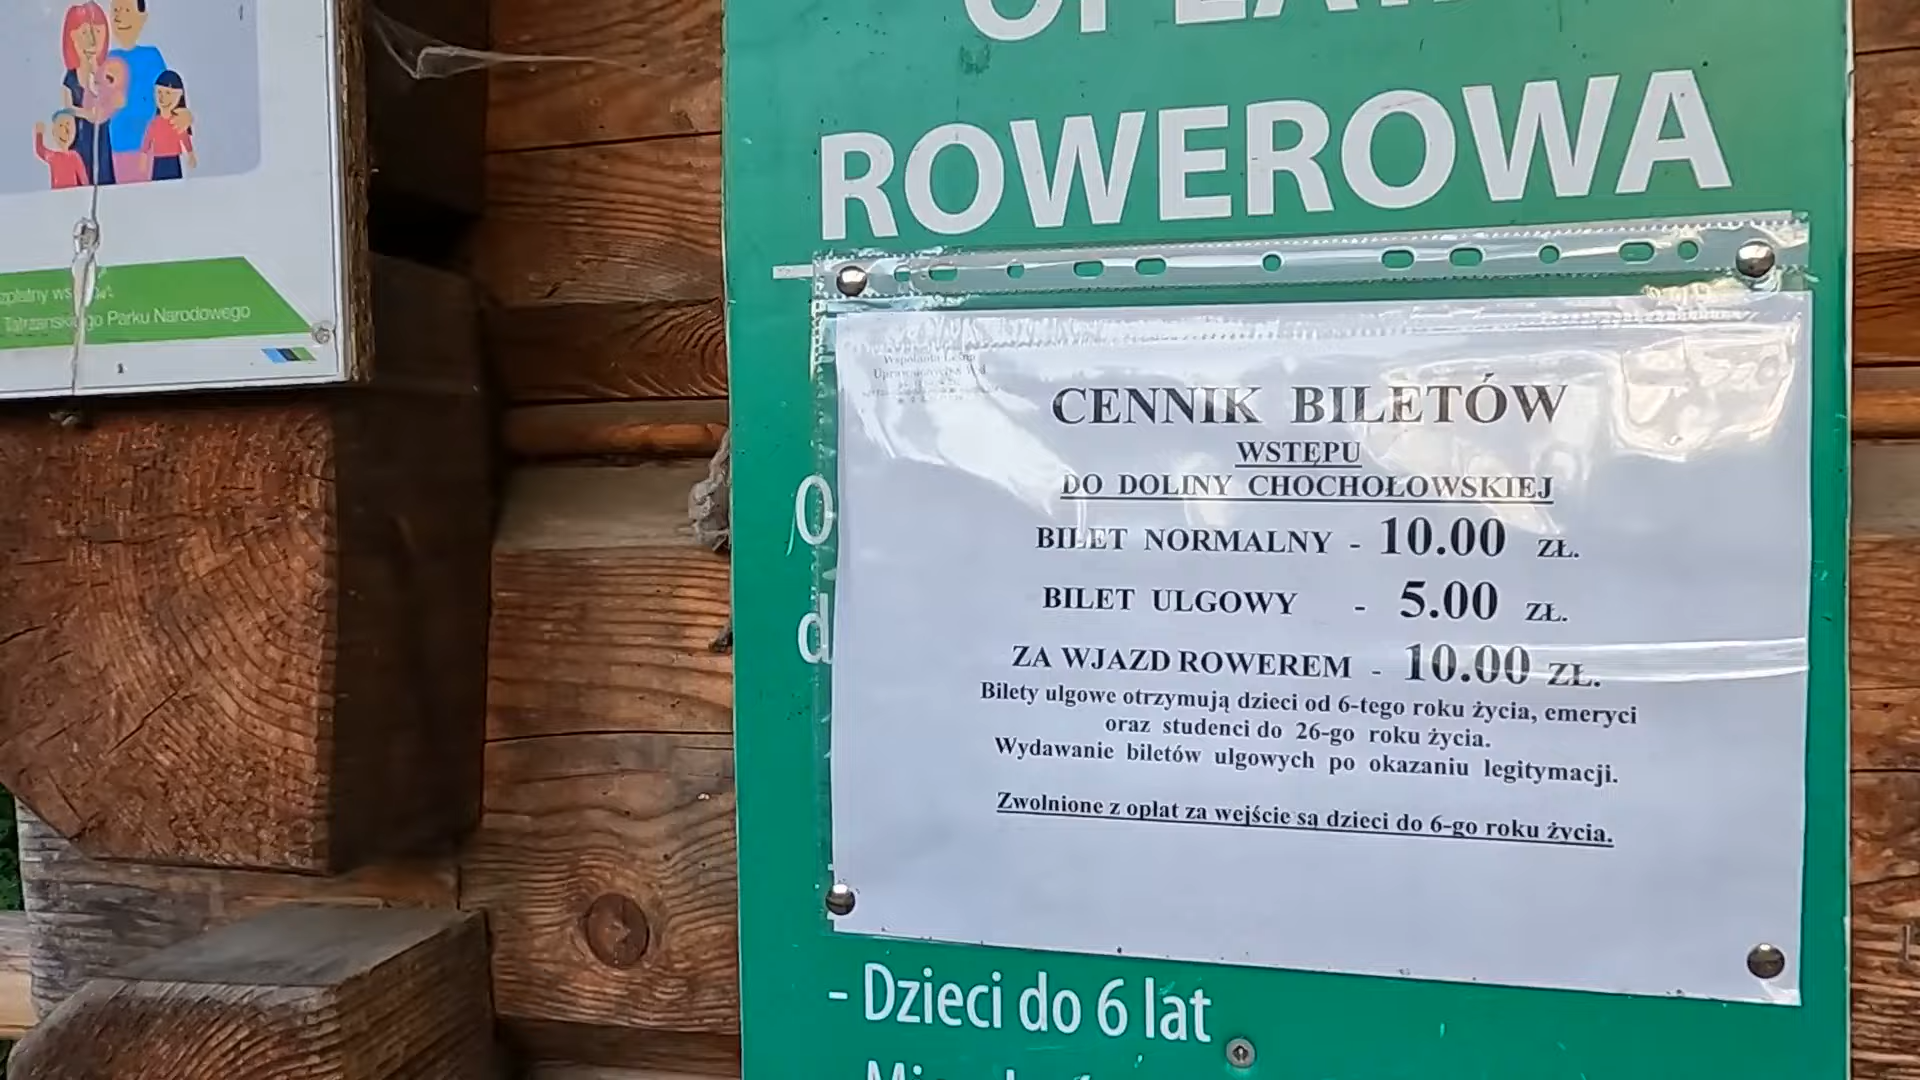 ROWEROWA
Tatrzańskiego Parku Narodowego
CENNIK BILETÓW
WSTĘPU
DO DOLINY CHOCHOŁOWSKIEJ
BILET NORMALNY - 10.00 ZŁ.
BILET ULGOWY - 5.00 ZŁ.
ZA WJAZD ROWEREM - 10.00 ZŁ.
Bilety ulgowe otrzymują dzieci od 6-tego roku życia, emeryci
oraz studenci do 26-go roku życia.
Wydawanie biletów ulgowych po okazaniu legitymacji.
Zwolnione z opłat za wejście są dzieci do 6-go roku życia.
- Dzieci do 6 lat